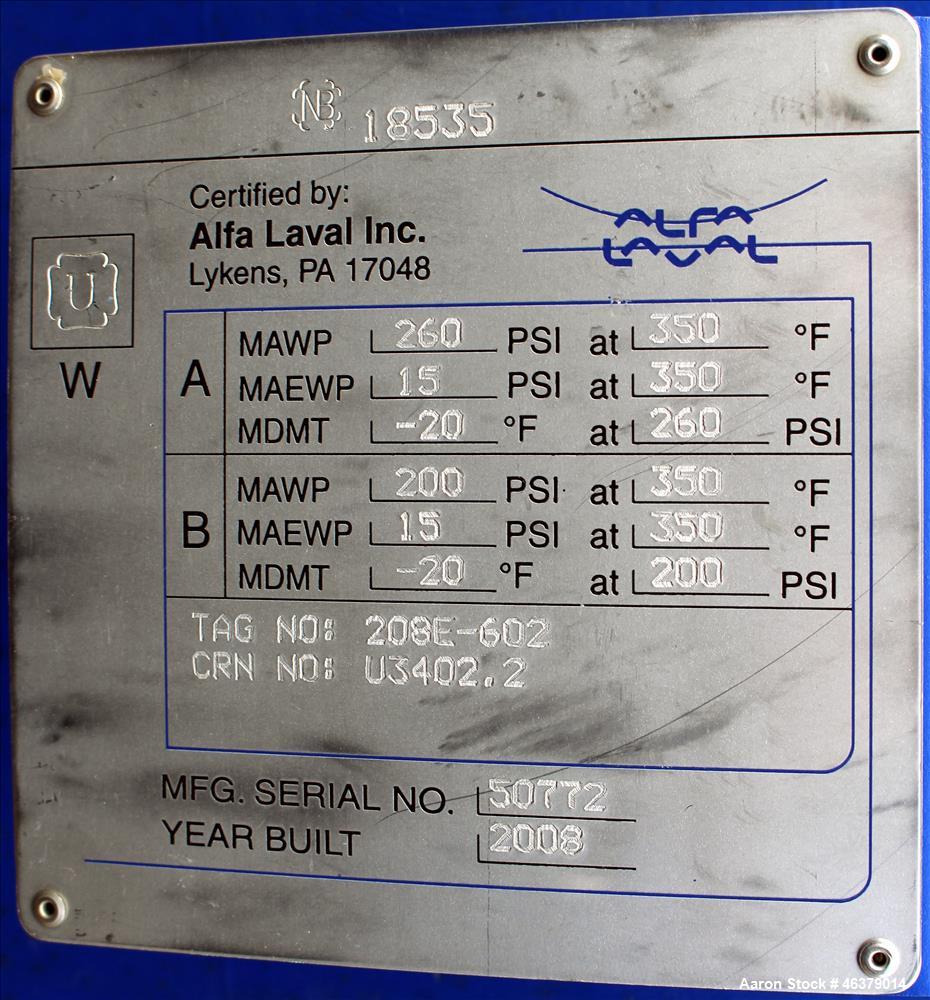 NB 18535
Certified by:
Alfa Laval Inc.
Lykens, PA 17048
ALFA
LAVAL
U
W
A
MAWP 260 PSI at 350 °F
MAEWP 15 PSI at 350 °F
MDMT -20 °F at 260 PSI
B
MAWP 200 PSI at 350 °F
MAEWP 15 PSI at 350 °F
MDMT -20 °F at 200 PSI
TAG NO: 208E-602
CRN NO: U3402.2
MFG. SERIAL NO. 50772
YEAR BUILT 2008
Aaron Stock # 46379014